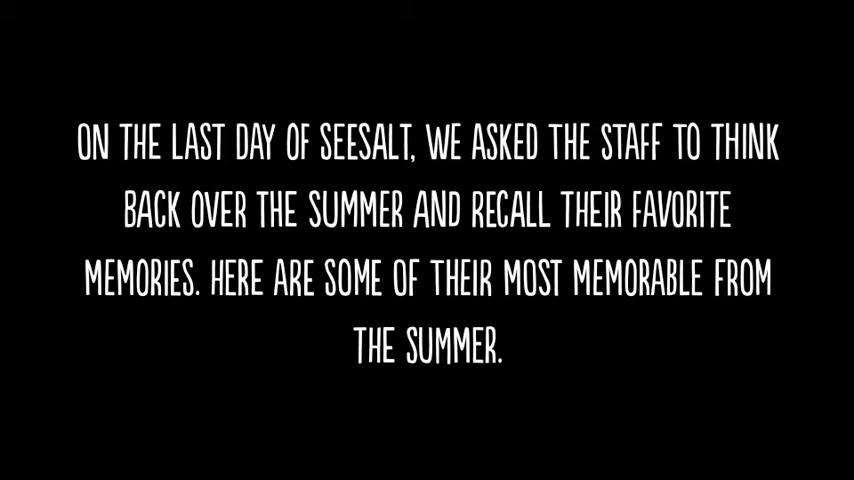 ON THE LAST DAY OF SEESALT, WE ASKED THE STAFF TO THINK
BACK OVER THE SUMMER AND RECALL THEIR FAVORITE
MEMORIES. HERE ARE SOME OF THEIR MOST MEMORABLE FROM
THE SUMMER.